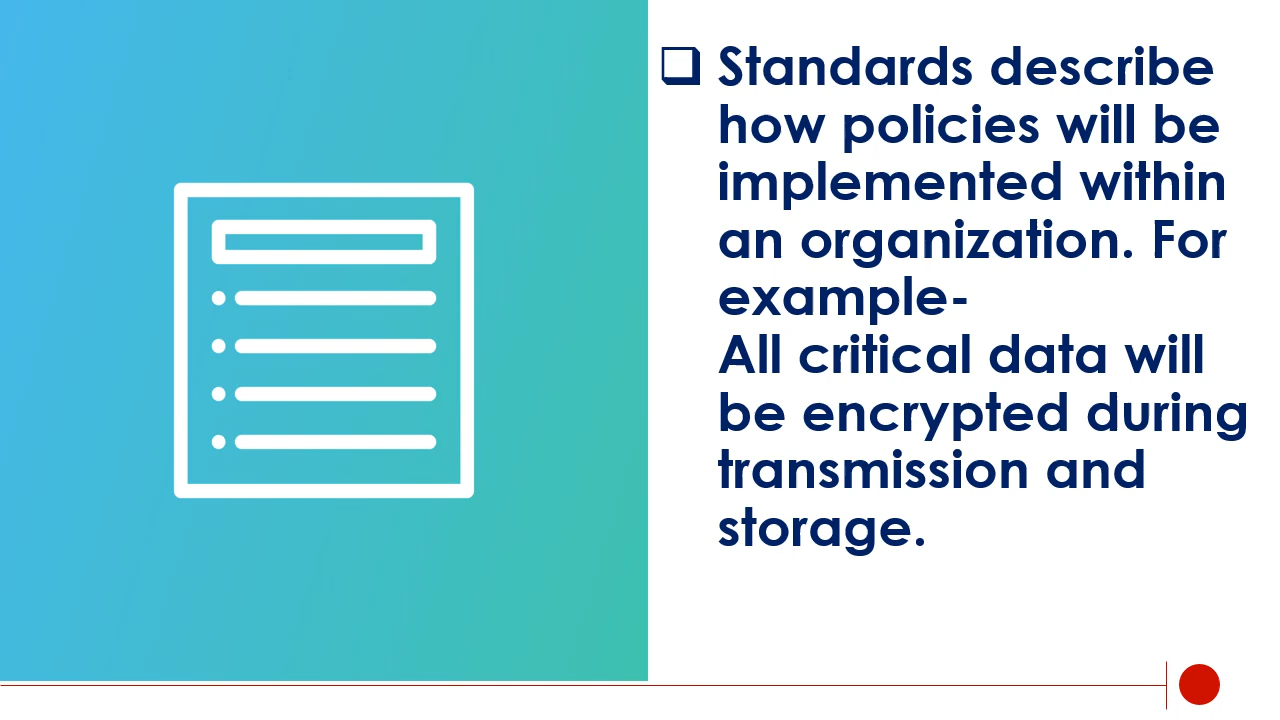 Standards describe
how policies will be
implemented within
an organization. For
example-
All critical data will
be encrypted during
transmission and
storage.